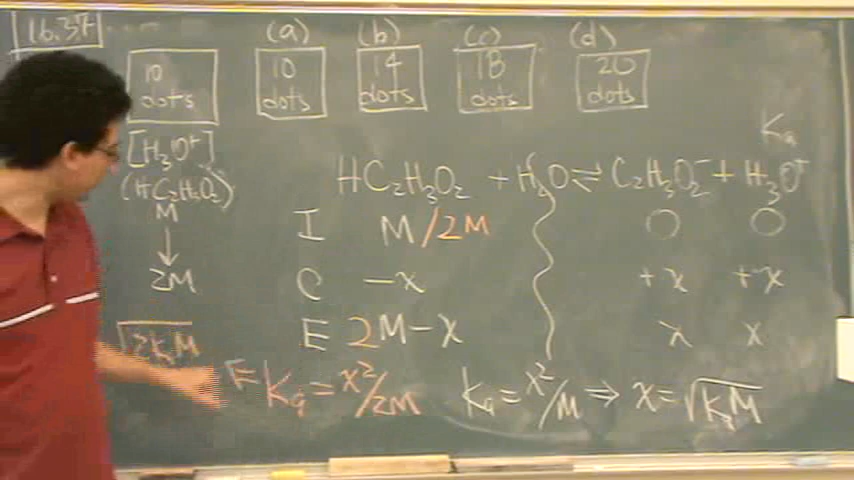 16.37
(a) (b) (c) (d)
10 dots
10 dots
14 dots
18 dots
20 dots
[H₃O⁺]
(HC₂H₃O₂)
M
↓
2M
√2KₐM
Kₐ
HC₂H₃O₂ + H₂O ⇌ C₂H₃O₂⁻ + H₃O⁺
I M/2M 0 0
C -x +x +x
E 2M-x x x
Kₐ = x²/2M
Kₐ = x²/M ⇒ x = √KₐM